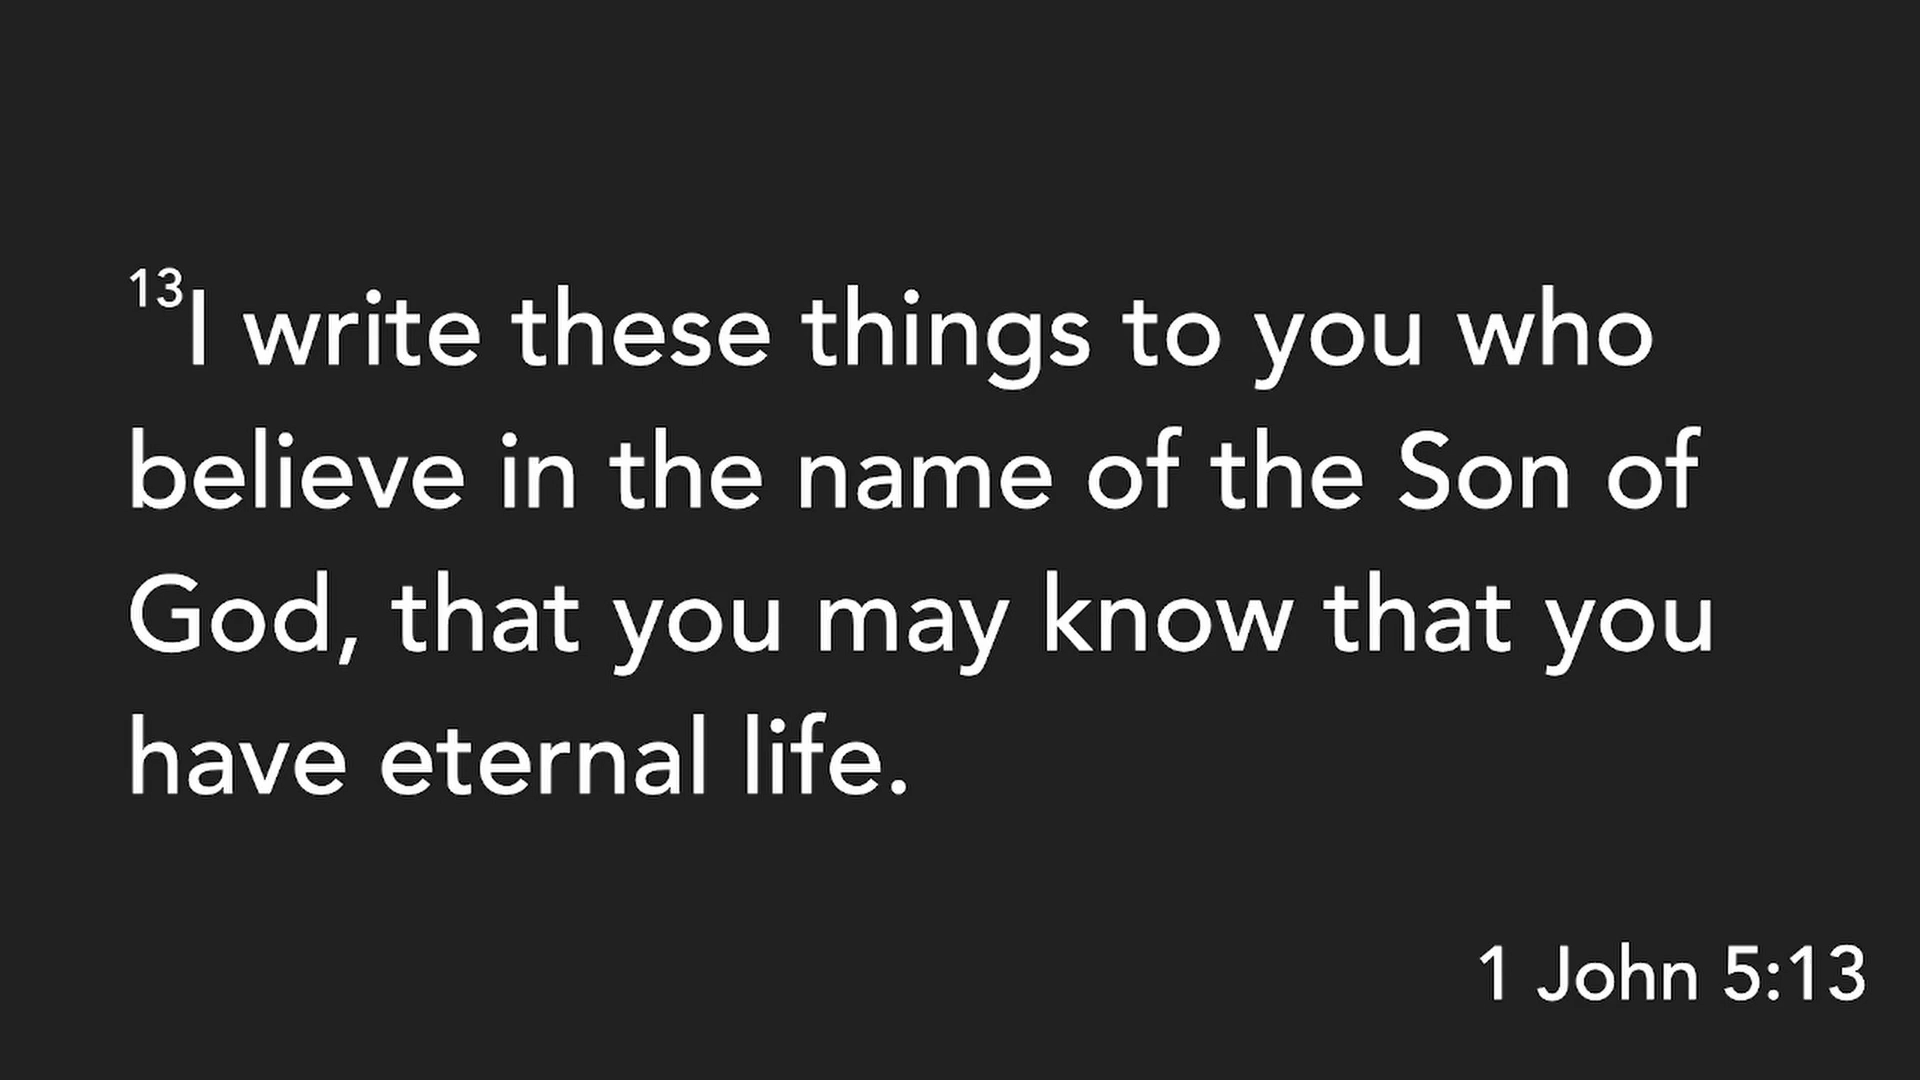 13I write these things to you who
believe in the name of the Son of
God, that you may know that you
have eternal life.
1 John 5:13